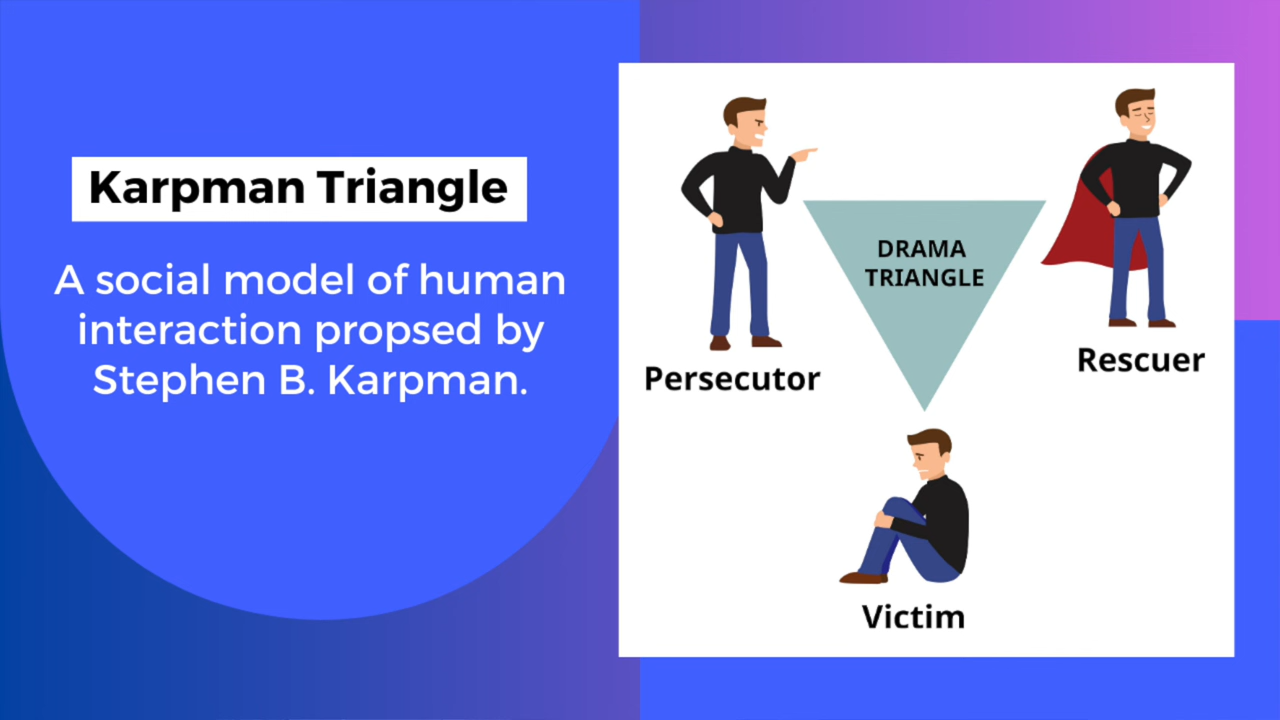 Karpman Triangle
A social model of human
interaction propsed by
Stephen B. Karpman.
DRAMA
TRIANGLE
Persecutor
Rescuer
Victim